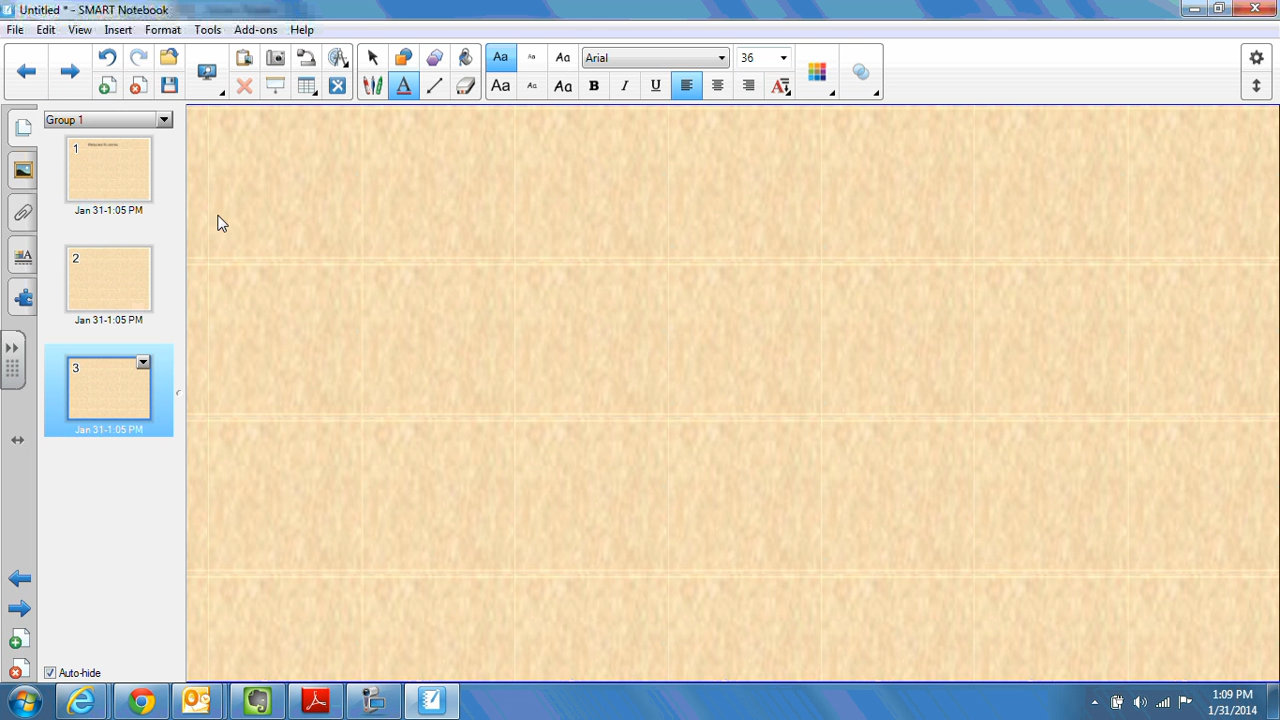 Untitled * - SMART Notebook
File Edit View Insert Format Tools Add-ons Help
Aa Aa Aa Arial 36
A Aa Aa Aa B I U A
Group 1
1
Jan 31-1:05 PM
2
Jan 31-1:05 PM
3
Jan 31-1:05 PM
Auto-hide
1:09 PM
1/31/2014